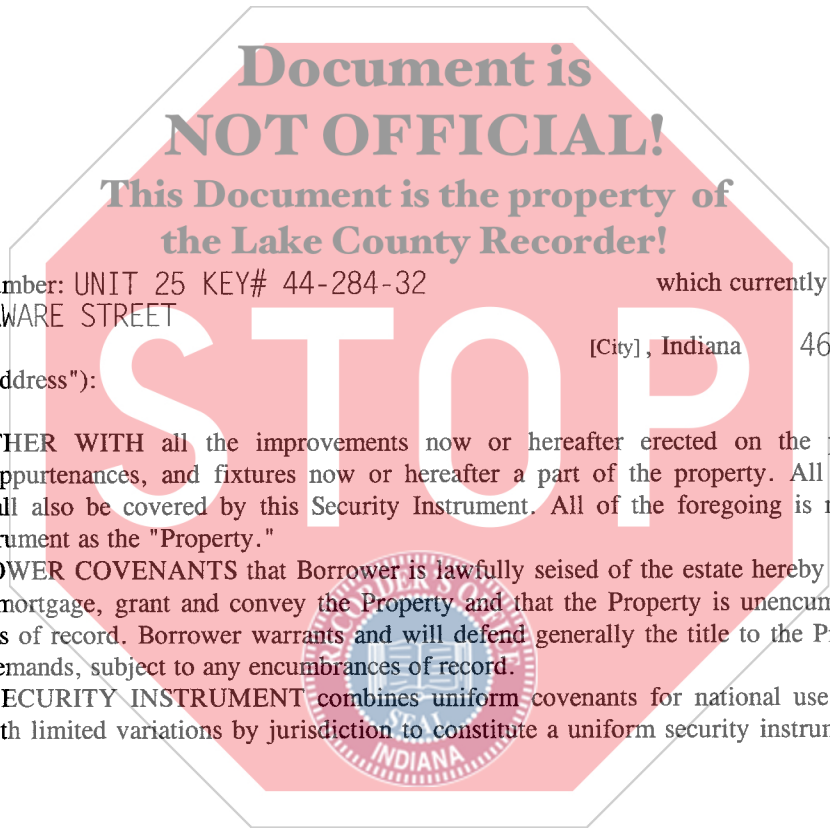 Document is
NOT OFFICIAL!
This Document is the property of
the Lake County Recorder!
mber: UNIT 25 KEY# 44-284-32 which currently
WARE STREET
[City], Indiana 46
ddress"):
STOP
THER WITH all the improvements now or hereafter erected on the
ppurtenances, and fixtures now or hereafter a part of the property. All
ll also be covered by this Security Instrument. All of the foregoing is
rument as the "Property."
OWER COVENANTS that Borrower is lawfully seised of the estate hereby
mortgage, grant and convey the Property and that the Property is unencum
s of record. Borrower warrants and will defend generally the title to the P
emands, subject to any encumbrances of record.
ECURITY INSTRUMENT combines uniform covenants for national use
th limited variations by jurisdiction to constitute a uniform security instrum
RECORDER'S OFFICE
SEAL
INDIANA